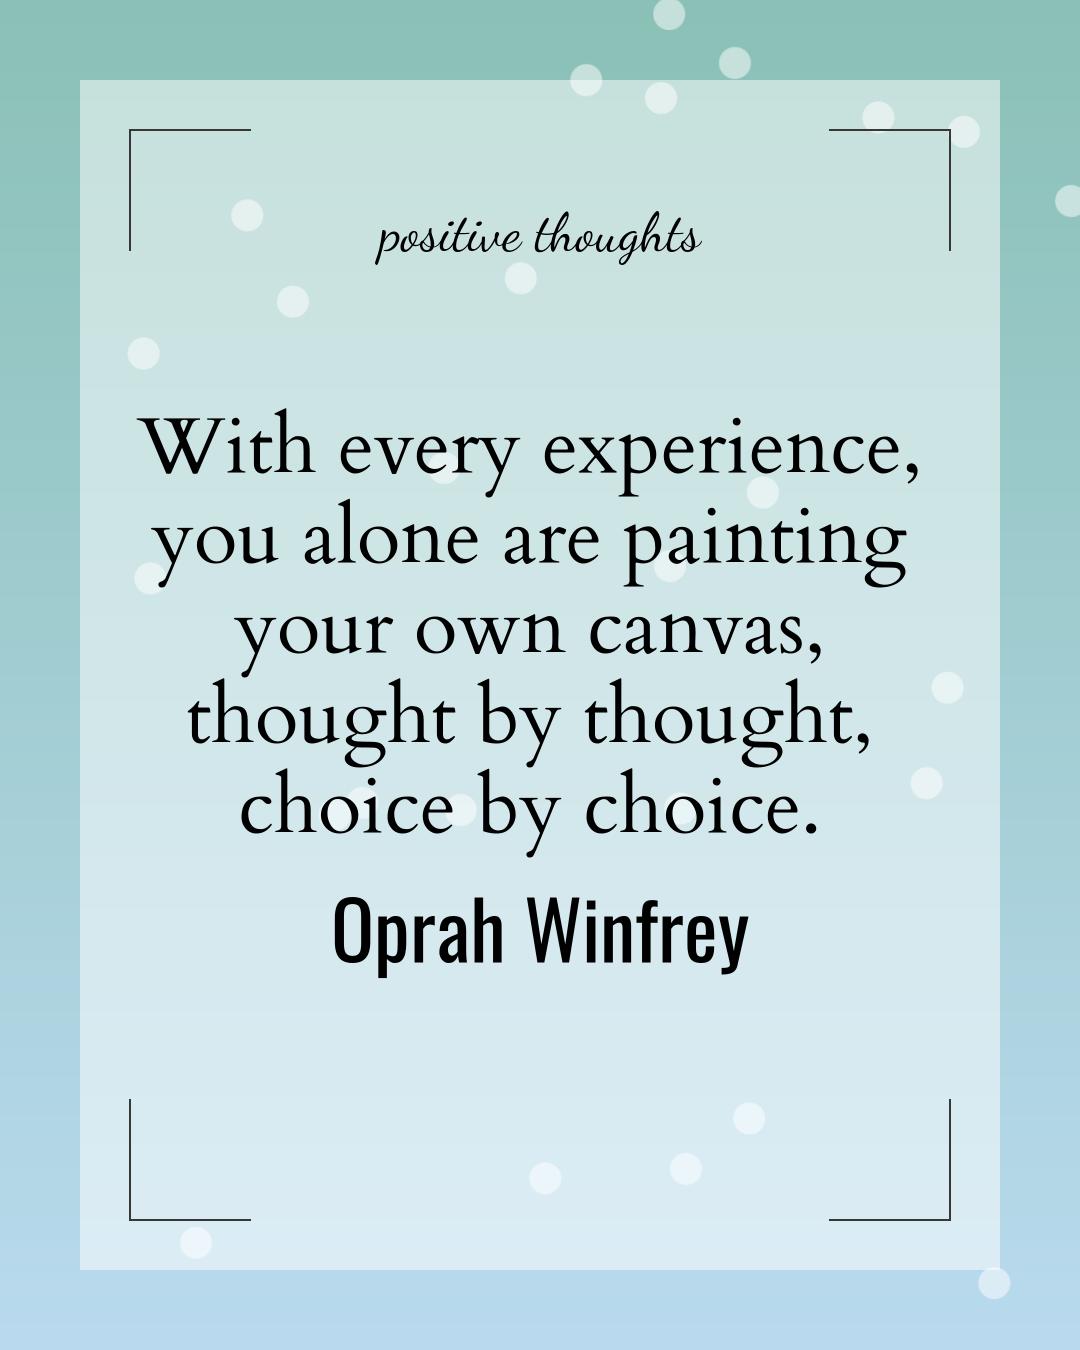 positive thoughts
With every experience,
you alone are painting
your own canvas,
thought by thought,
choice by choice.
Oprah Winfrey